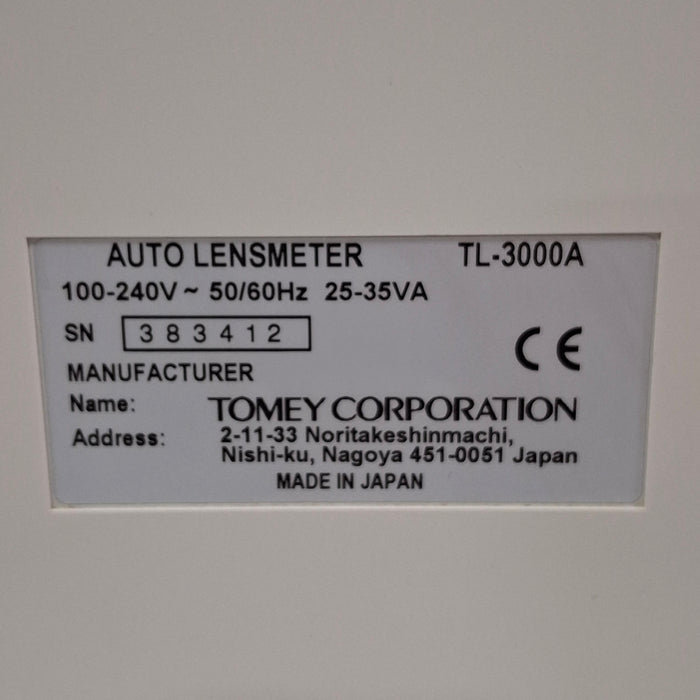 AUTO LENSMETER TL-3000A
100-240V ~ 50/60Hz 25-35VA
SN 383412
CE
MANUFACTURER
Name: TOMEY CORPORATION
Address: 2-11-33 Noritakeshinmachi,
Nishi-ku, Nagoya 451-0051 Japan
MADE IN JAPAN